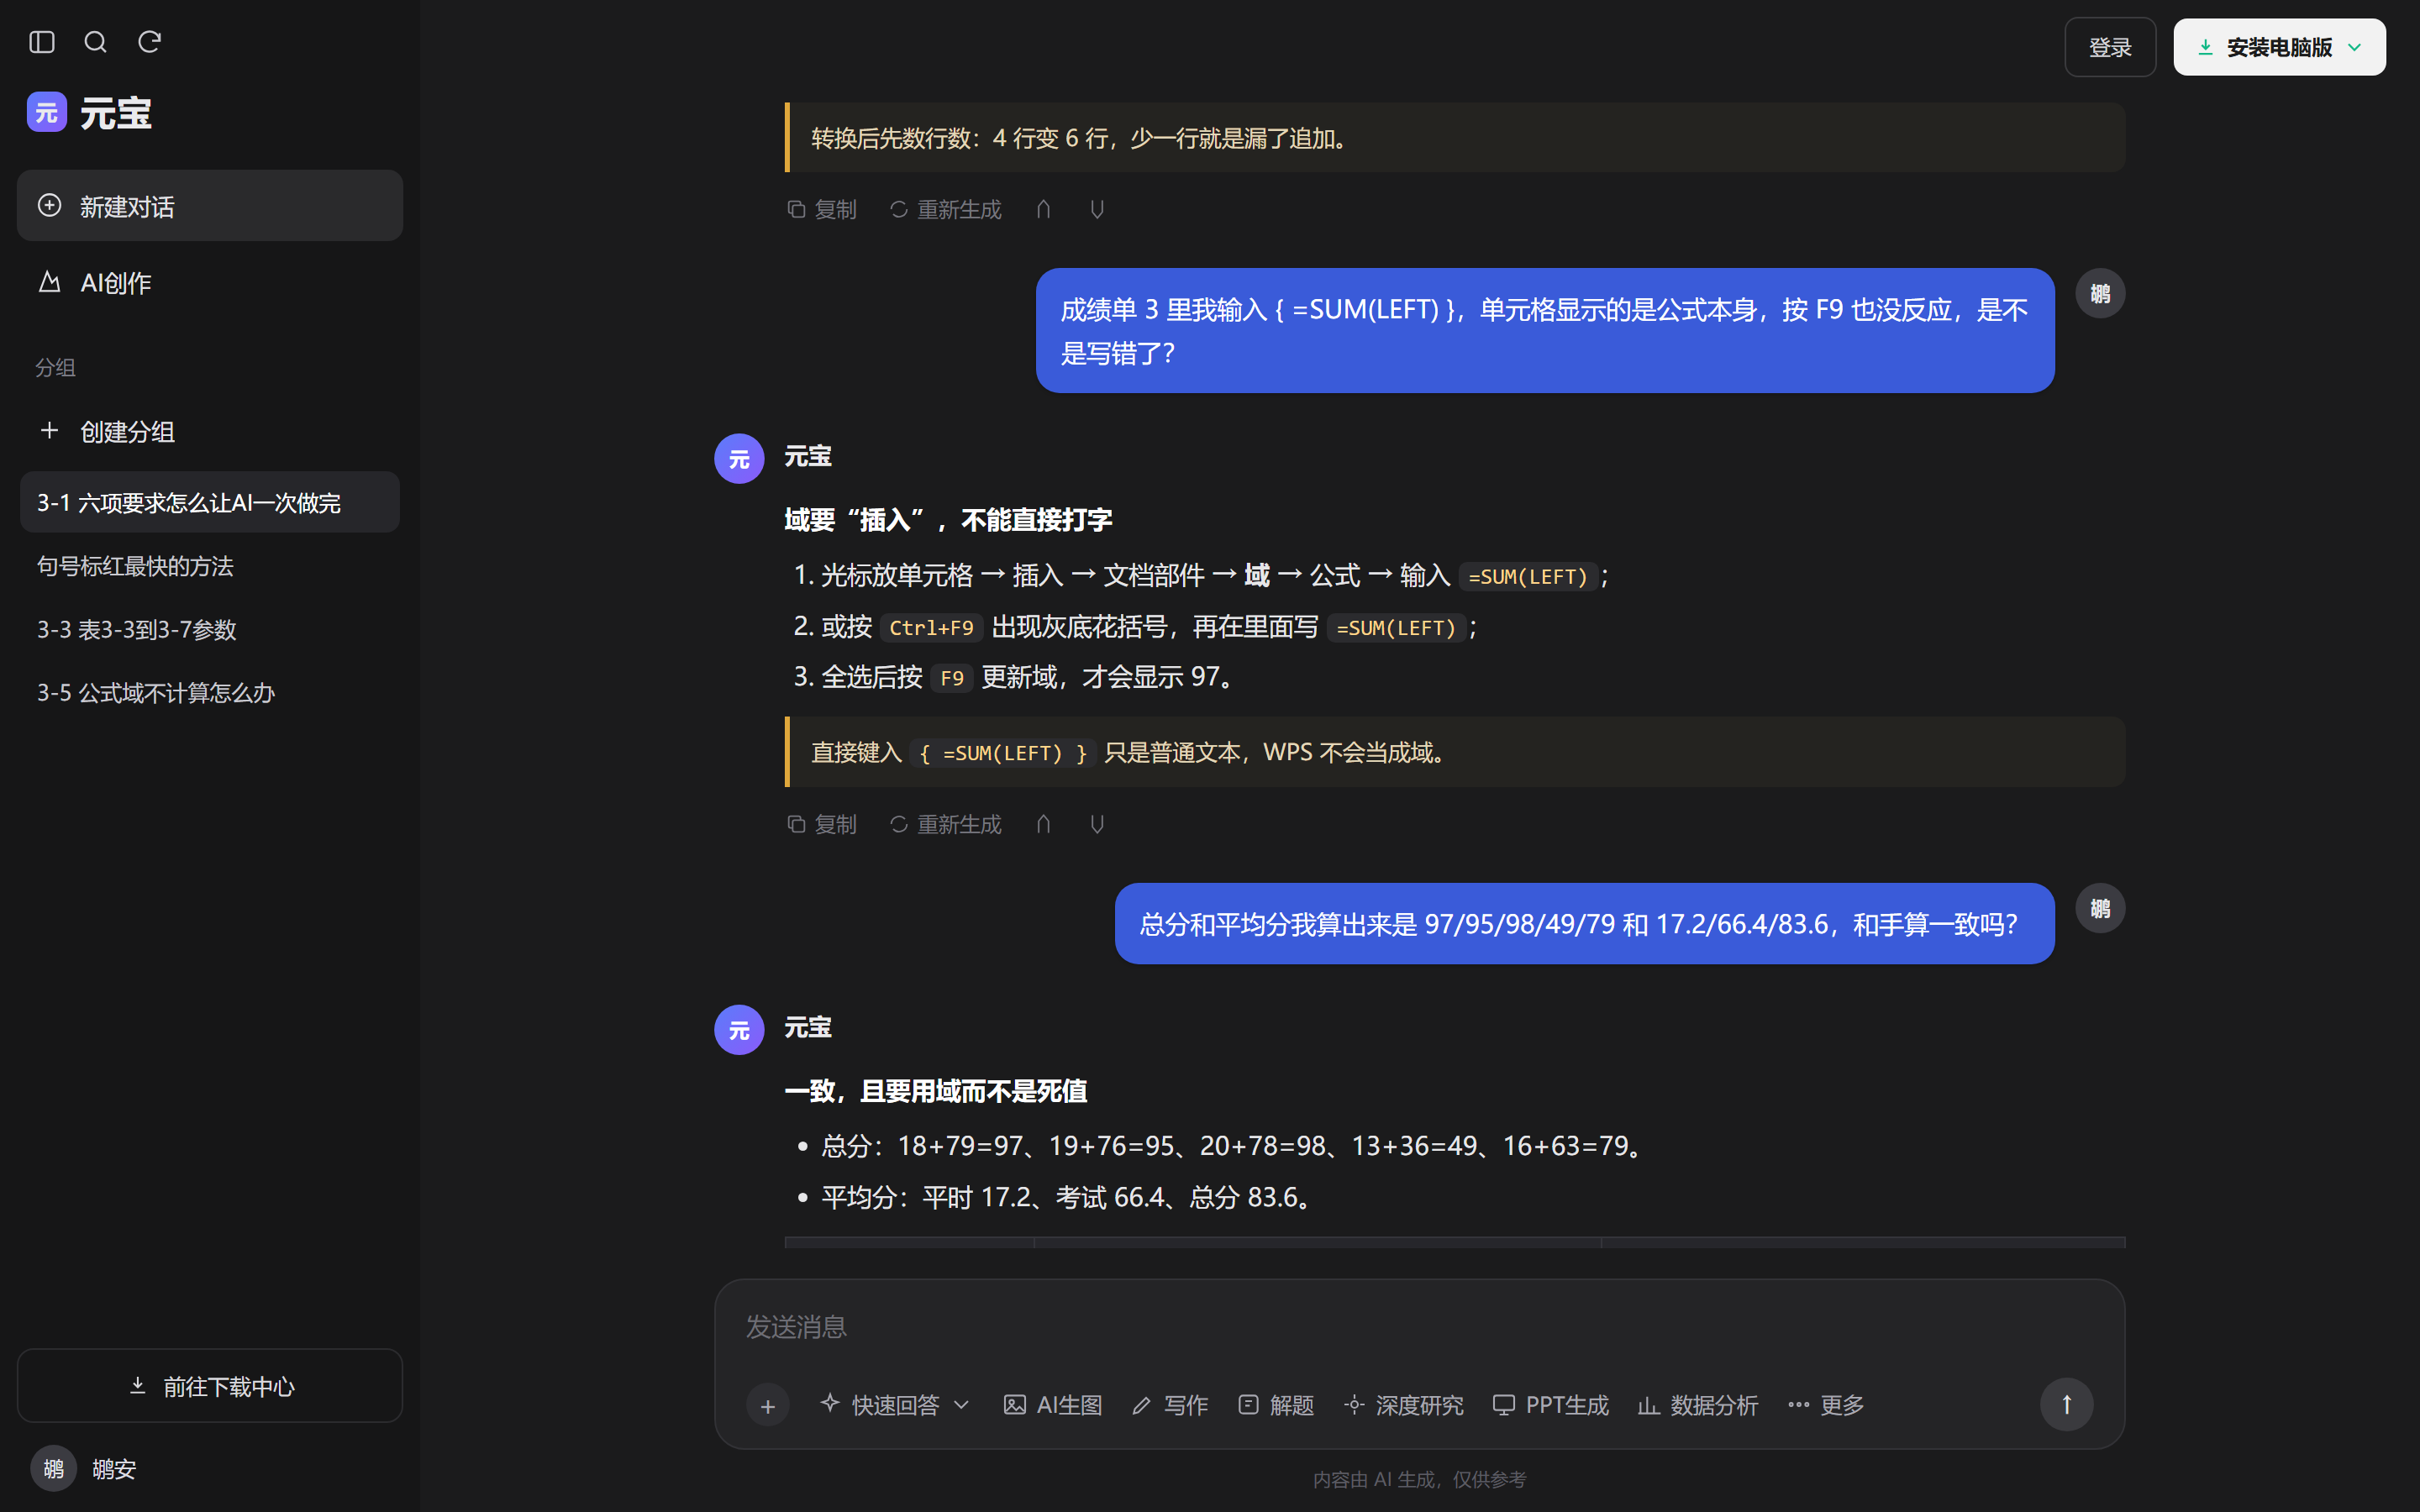 元 元宝
新建对话
AI创作
分组
创建分组
3-1 六项要求怎么让AI一次做完
句号标红最快的方法
3-3 表3-3到3-7参数
3-5 公式域不计算怎么办
前往下载中心
鹕 鹕安
登录
安装电脑版
转换后先数行数：4 行变 6 行，少一行就是漏了追加。
复制 重新生成
成绩单 3 里我输入 { =SUM(LEFT) }，单元格显示的是公式本身，按 F9 也没反应，是不
是写错了？
鹕
元 元宝
域要“插入”，不能直接打字
1. 光标放单元格 → 插入 → 文档部件 → 域 → 公式 → 输入 =SUM(LEFT)；
2. 或按 Ctrl+F9 出现灰底花括号，再在里面写 =SUM(LEFT)；
3. 全选后按 F9 更新域，才会显示 97。
直接键入 { =SUM(LEFT) } 只是普通文本，WPS 不会当成域。
复制 重新生成
总分和平均分我算出来是 97/95/98/49/79 和 17.2/66.4/83.6，和手算一致吗？
鹕
元 元宝
一致，且要用域而不是死值
• 总分：18+79=97、19+76=95、20+78=98、13+36=49、16+63=79。
• 平均分：平时 17.2、考试 66.4、总分 83.6。
发送消息
快速回答 AI生图 写作 解题 深度研究 PPT生成 数据分析 更多
内容由 AI 生成，仅供参考